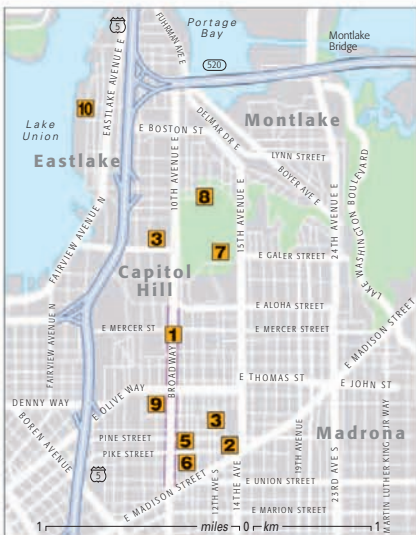 5
FUHRMAN AVE E
Portage
Bay
Montlake
Bridge
520
EASTLAKE AVENUE E
10
Lake
Union
DELMAR DR E
Montlake
E BOSTON ST
Eastlake
10TH AVENUE E
LYNN STREET
BOYER AVE E
LAKE WASHINGTON BOULEVARD
8
15TH AVENUE E
24TH AVENUE E
FAIRVIEW AVENUE N
3
7
E GALER STREET
Capitol
Hill
E ALOHA STREET
E MADISON STREET
FAIRVIEW AVE N
E MERCER ST
1
E MERCER STREET
BROADWAY
E THOMAS ST
E JOHN ST
DENNY WAY
E OLIVE WAY
9
3
BOREN AVENUE
PINE STREET
5
2
19TH AVENUE
Madrona
PIKE STREET
6
5
12TH AVE S
14THE AVE
23RD AVE S
MARTIN LUTHER KING JR WAY
E UNION STREET
E MADISON STREET
E MARION STREET
1 miles 0 km 1